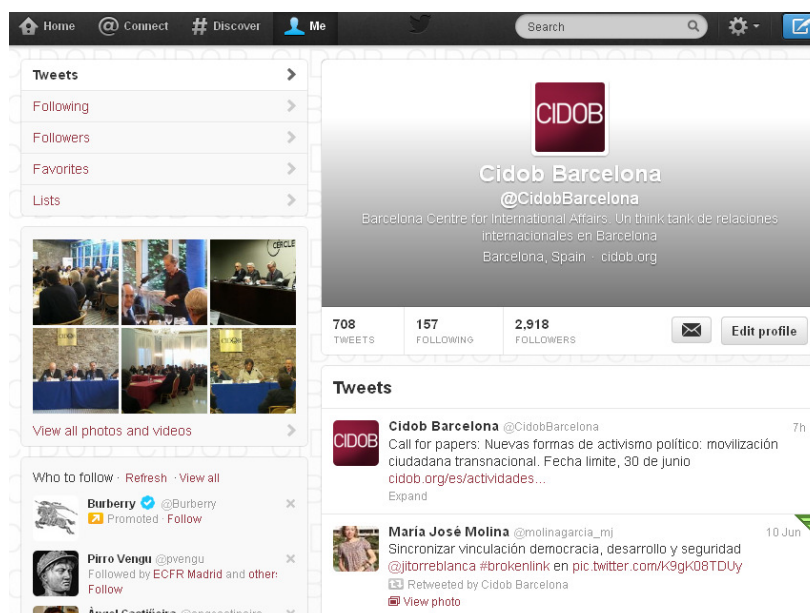 Home
Connect
Discover
Me
Search
Tweets
Following
Followers
Favorites
Lists
CERCLE
CIDOB
View all photos and videos
Who to follow · Refresh · View all
Burberry @Burberry
Promoted · Follow
Pirro Vengu @pvengu
Followed by ECFR Madrid and other
Follow
CIDOB
Cidob Barcelona
@CidobBarcelona
Barcelona Centre for International Affairs. Un think tank de relaciones
internacionales en Barcelona
Barcelona, Spain · cidob.org
708
TWEETS
157
FOLLOWING
2,918
FOLLOWERS
Edit profile
Tweets
CIDOB
Cidob Barcelona @CidobBarcelona 7h
Call for papers: Nuevas formas de activismo político: movilización
ciudadana transnacional. Fecha limite, 30 de junio
cidob.org/es/actividades...
Expand
María José Molina @molinagarcia_mj 10 Jun
Sincronizar vinculación democracia, desarrollo y seguridad
@jitorreblanca #brokenlink en pic.twitter.com/K9gK08TDUy
Retweeted by Cidob Barcelona
View photo